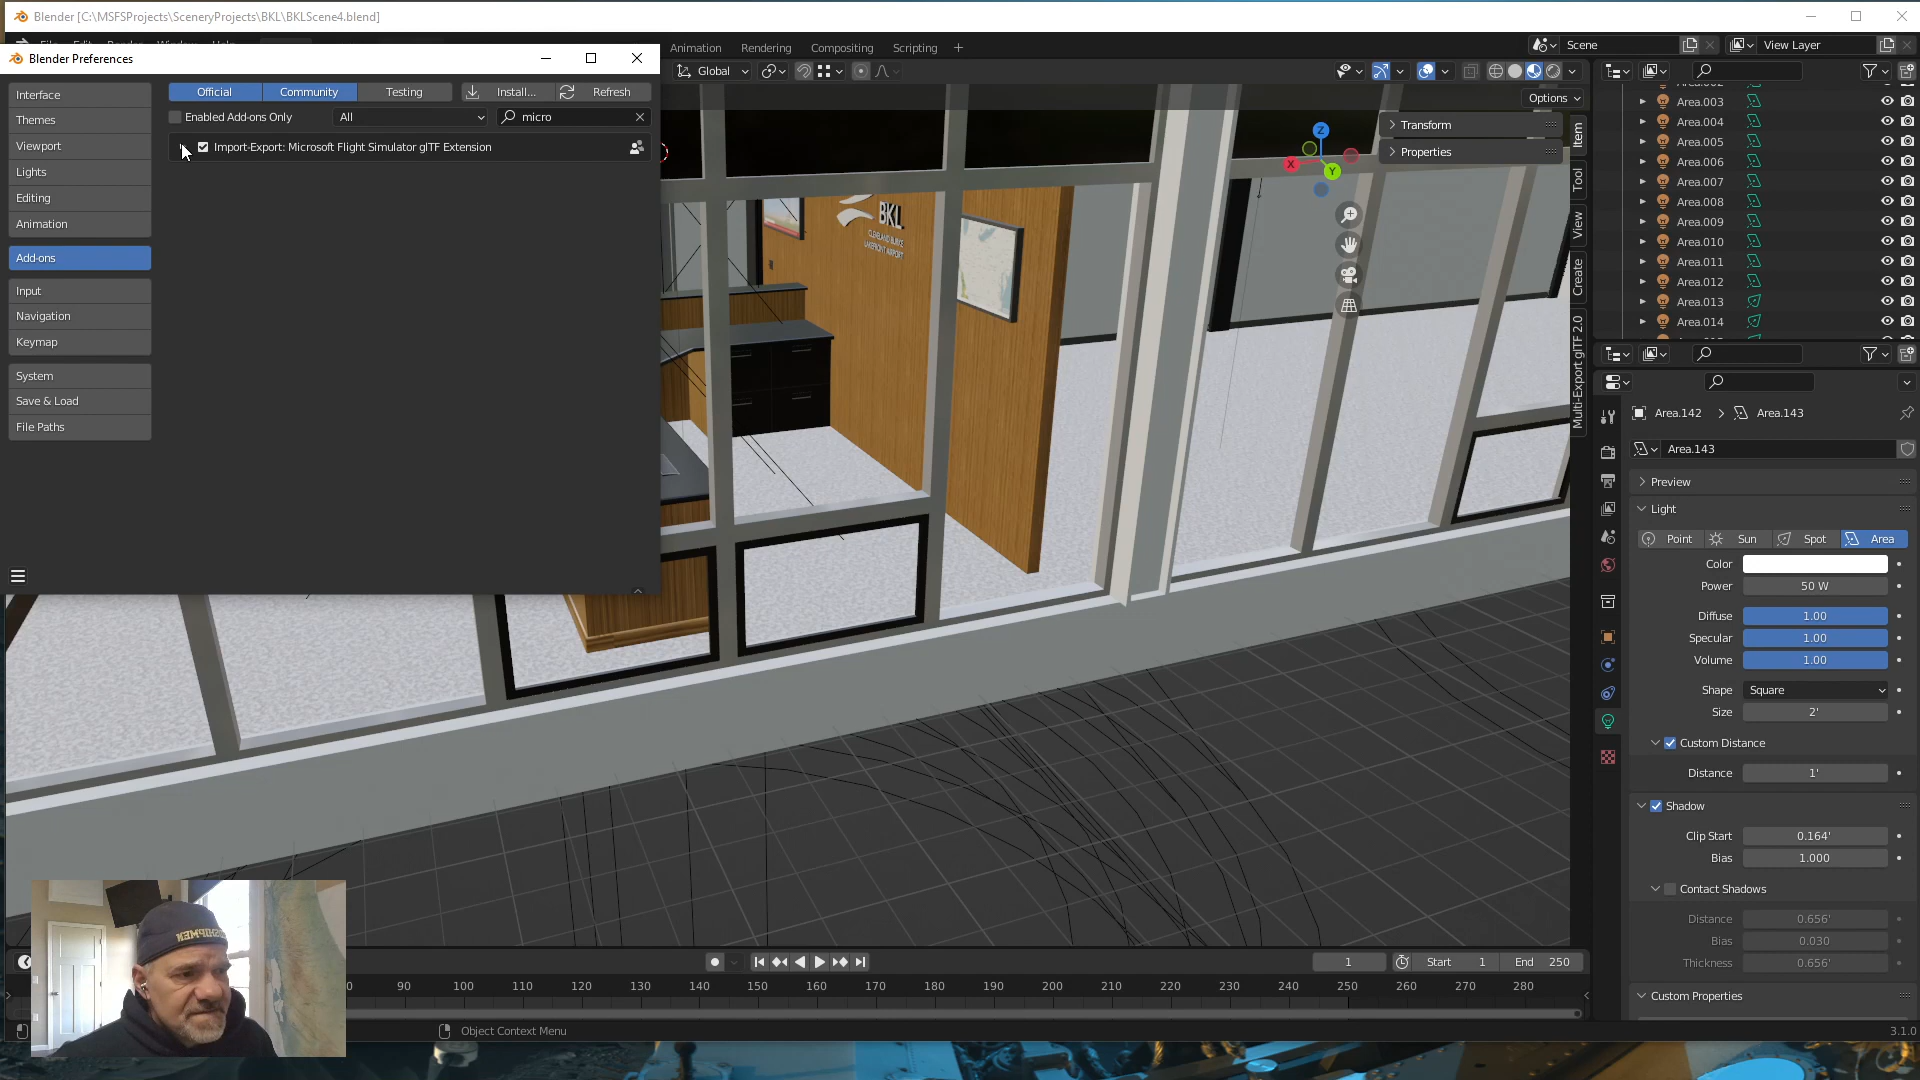 Blender [C:\MSFSProjects\SceneryProjects\BKL\BKLScene4.blend]
Animation
Rendering
Compositing
Scripting
Scene
View Layer
Blender Preferences
Interface
Themes
Viewport
Lights
Editing
Animation
Add-ons
Input
Navigation
Keymap
System
Save & Load
File Paths
Official
Community
Testing
Install...
Refresh
Enabled Add-ons Only
All
micro
Import-Export: Microsoft Flight Simulator glTF Extension
Global
Options
Transform
Properties
Item
Tool
View
Create
Multi-Export glTF 2.0
Z
X
Y
BKL
CLEVELAND BURKE
LAKEFRONT AIRPORT
Area.003
Area.004
Area.005
Area.006
Area.007
Area.008
Area.009
Area.010
Area.011
Area.012
Area.013
Area.014
Area.142
Area.143
Area.143
Preview
Light
Point
Sun
Spot
Area
Color
Power 50 W
Diffuse 1.00
Specular 1.00
Volume 1.00
Shape Square
Size 2'
Custom Distance
Distance 1'
Shadow
Clip Start 0.164'
Bias 1.000
Contact Shadows
Distance 0.656'
Bias 0.030
Thickness 0.656'
Custom Properties
1
Start 1
End 250
90 100 110 120 130 140 150 160 170 180 190 200 210 220 230 240 250 260 270 280
Object Context Menu
3.1.0